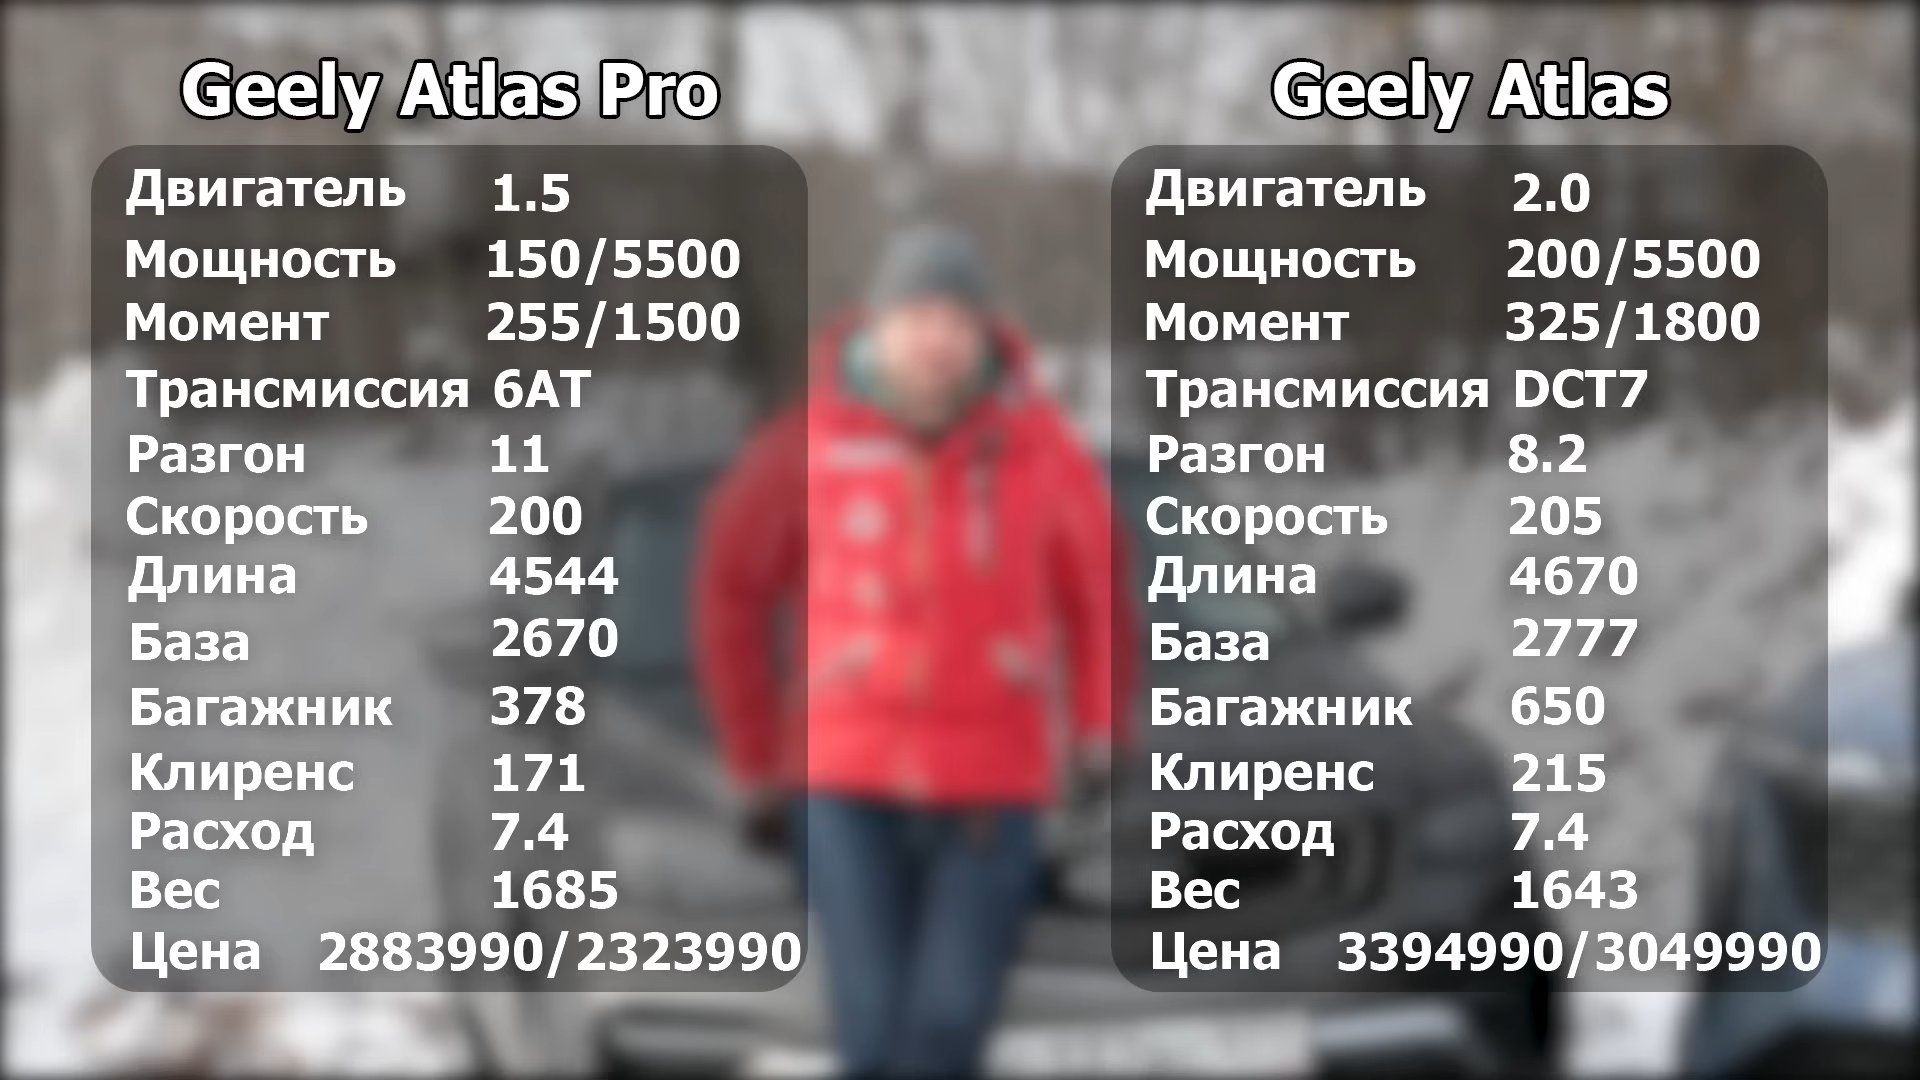 Geely Atlas Pro
Двигатель 1.5
Мощность 150/5500
Момент 255/1500
Трансмиссия 6АТ
Разгон 11
Скорость 200
Длина 4544
База 2670
Багажник 378
Клиренс 171
Расход 7.4
Вес 1685
Цена 2883990/2323990
Geely Atlas
Двигатель 2.0
Мощность 200/5500
Момент 325/1800
Трансмиссия DCT7
Разгон 8.2
Скорость 205
Длина 4670
База 2777
Багажник 650
Клиренс 215
Расход 7.4
Вес 1643
Цена 3394990/3049990